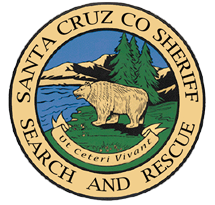 SANTA CRUZ CO SHERIFF
Ut Ceteri Vivant
SEARCH AND RESCUE